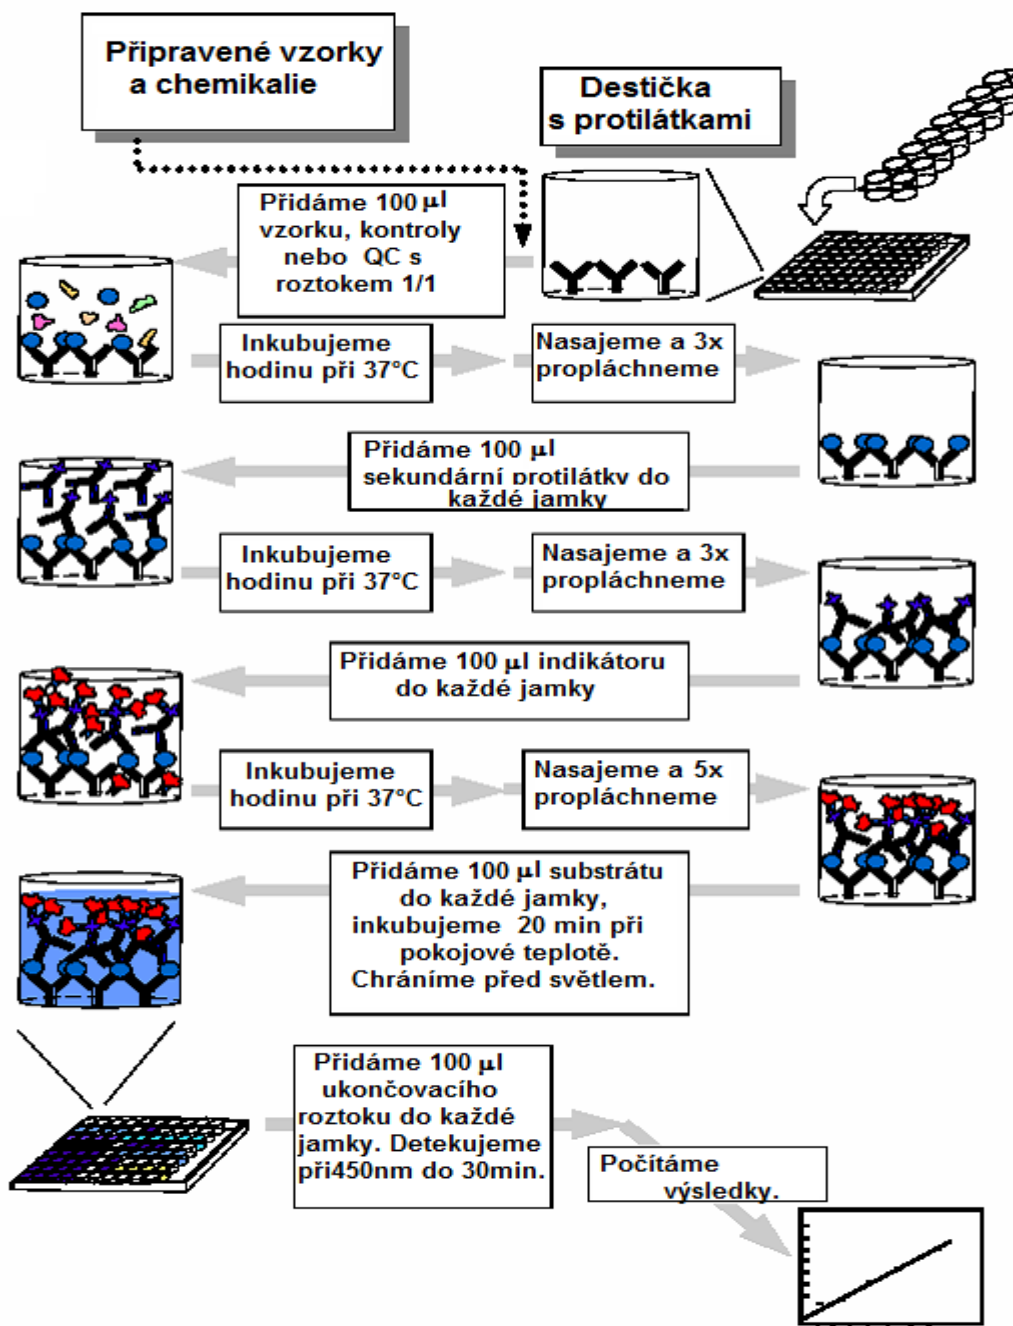 Připravené vzorky
a chemikalie
Destička
s protilátkami
Přidáme 100 µl
vzorku, kontroly
nebo QC s
roztokem 1/1
Inkubujeme
hodinu při 37°C
Nasajeme a 3x
propláchneme
Přidáme 100 µl
sekundární protilátky do
každé jamky
Inkubujeme
hodinu při 37°C
Nasajeme a 3x
propláchneme
Přidáme 100 µl indikátoru
do každé jamky
Inkubujeme
hodinu při 37°C
Nasajeme a 5x
propláchneme
Přidáme 100 µl substrátu
do každé jamky,
inkubujeme 20 min při
pokojové teplotě.
Chráníme před světlem.
Přidáme 100 µl
ukončovacího
roztoku do každé
jamky. Detekujeme
při450nm do 30min.
Počítáme
výsledky.